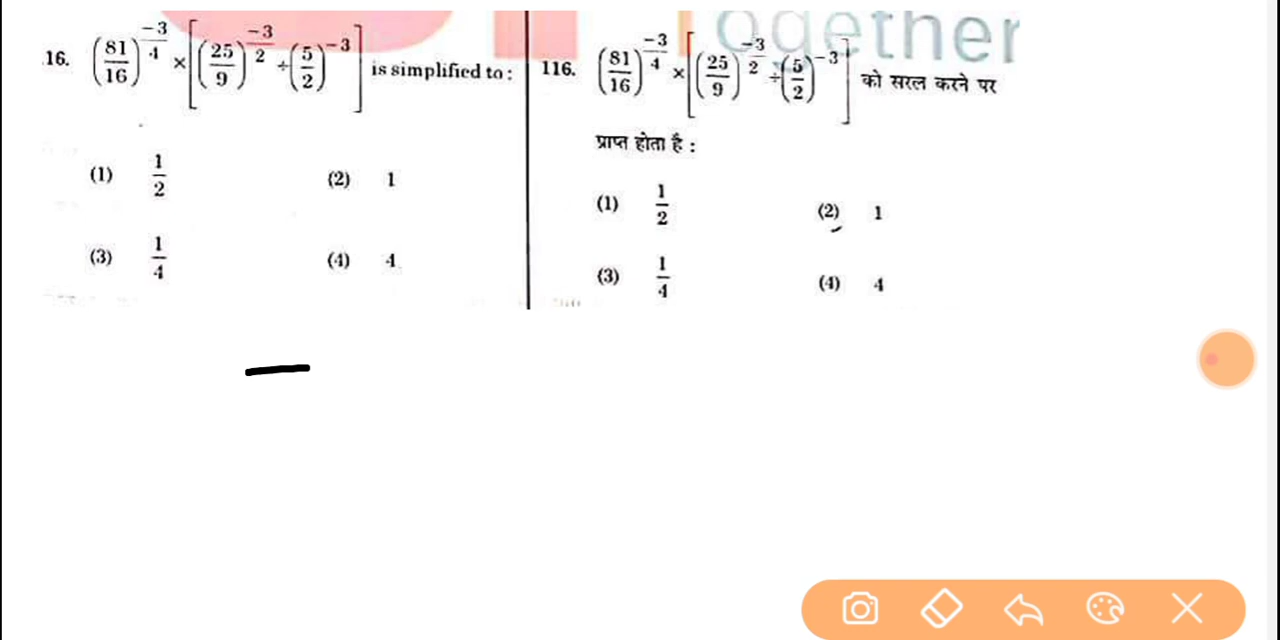 ogether
16. (81/16)^(-3/4) × [(25/9)^(-3/2) ÷ (5/2)^(-3)] is simplified to :
(1) 1/2 (2) 1
(3) 1/4 (4) 4
116. (81/16)^(-3/4) × [(25/9)^(-3/2) ÷ (5/2)^(-3)] को सरल करने पर
प्राप्त होता है :
(1) 1/2 (2) 1
(3) 1/4 (4) 4